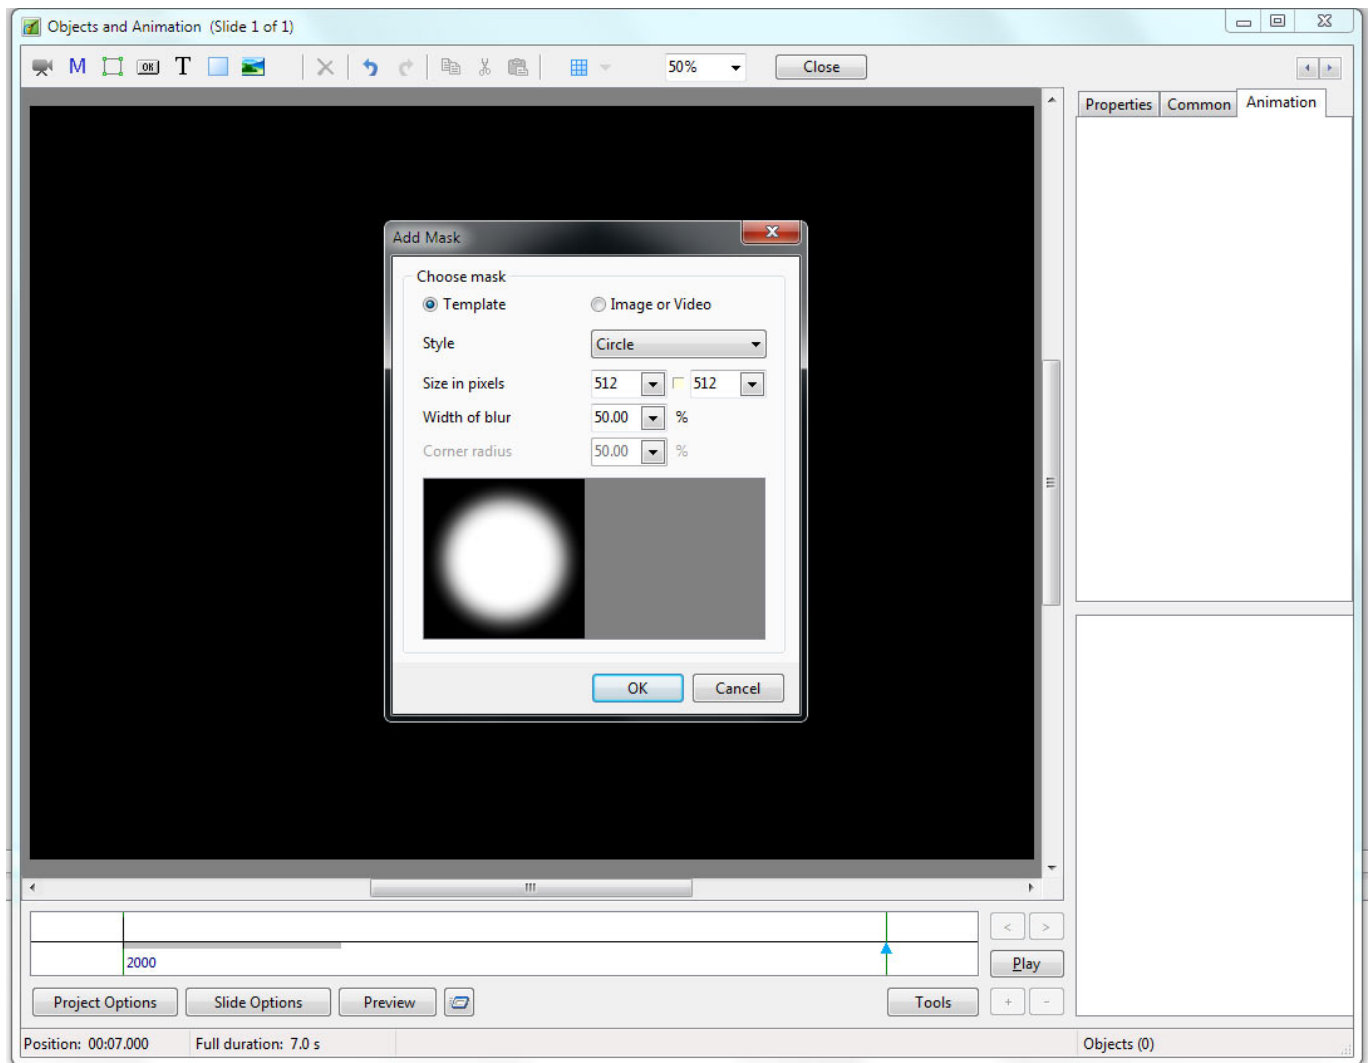 Objects and Animation (Slide 1 of 1)
M OK T 50% Close
Properties Common Animation
Add Mask
Choose mask
Template Image or Video
Style Circle
Size in pixels 512 512
Width of blur 50.00 %
Corner radius 50.00 %
OK Cancel
2000
< >
Play
Project Options Slide Options Preview Tools + -
Position: 00:07.000 Full duration: 7.0 s Objects (0)